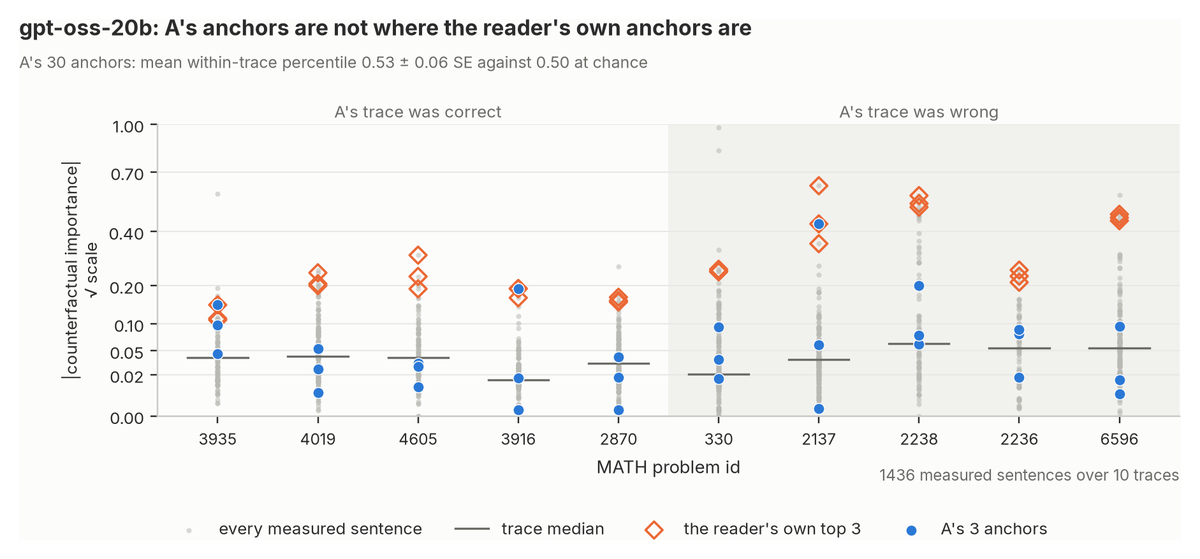 gpt-oss-20b: A's anchors are not where the reader's own anchors are
A's 30 anchors: mean within-trace percentile 0.53 ± 0.06 SE against 0.50 at chance
A's trace was correct
A's trace was wrong
|counterfactual importance|
√ scale
1.00
0.70
0.40
0.20
0.10
0.05
0.02
0.00
3935 4019 4605 3916 2870 330 2137 2238 2236 6596
MATH problem id
1436 measured sentences over 10 traces
every measured sentence trace median the reader's own top 3 A's 3 anchors